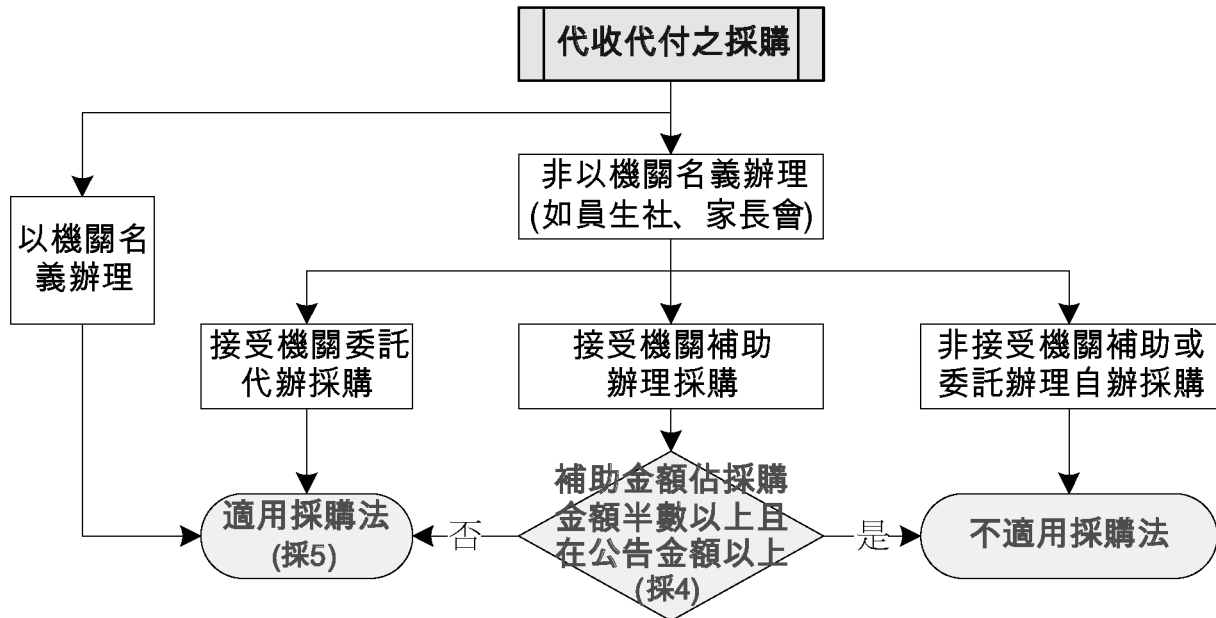 代收代付之採購
非以機關名義辦理
(如員生社、家長會)
以機關名
義辦理
接受機關委託
代辦採購
接受機關補助
辦理採購
非接受機關補助或
委託辦理自辦採購
適用採購法
(採5)
否
補助金額佔採購
金額半數以上且
在公告金額以上
(採4)
是
不適用採購法